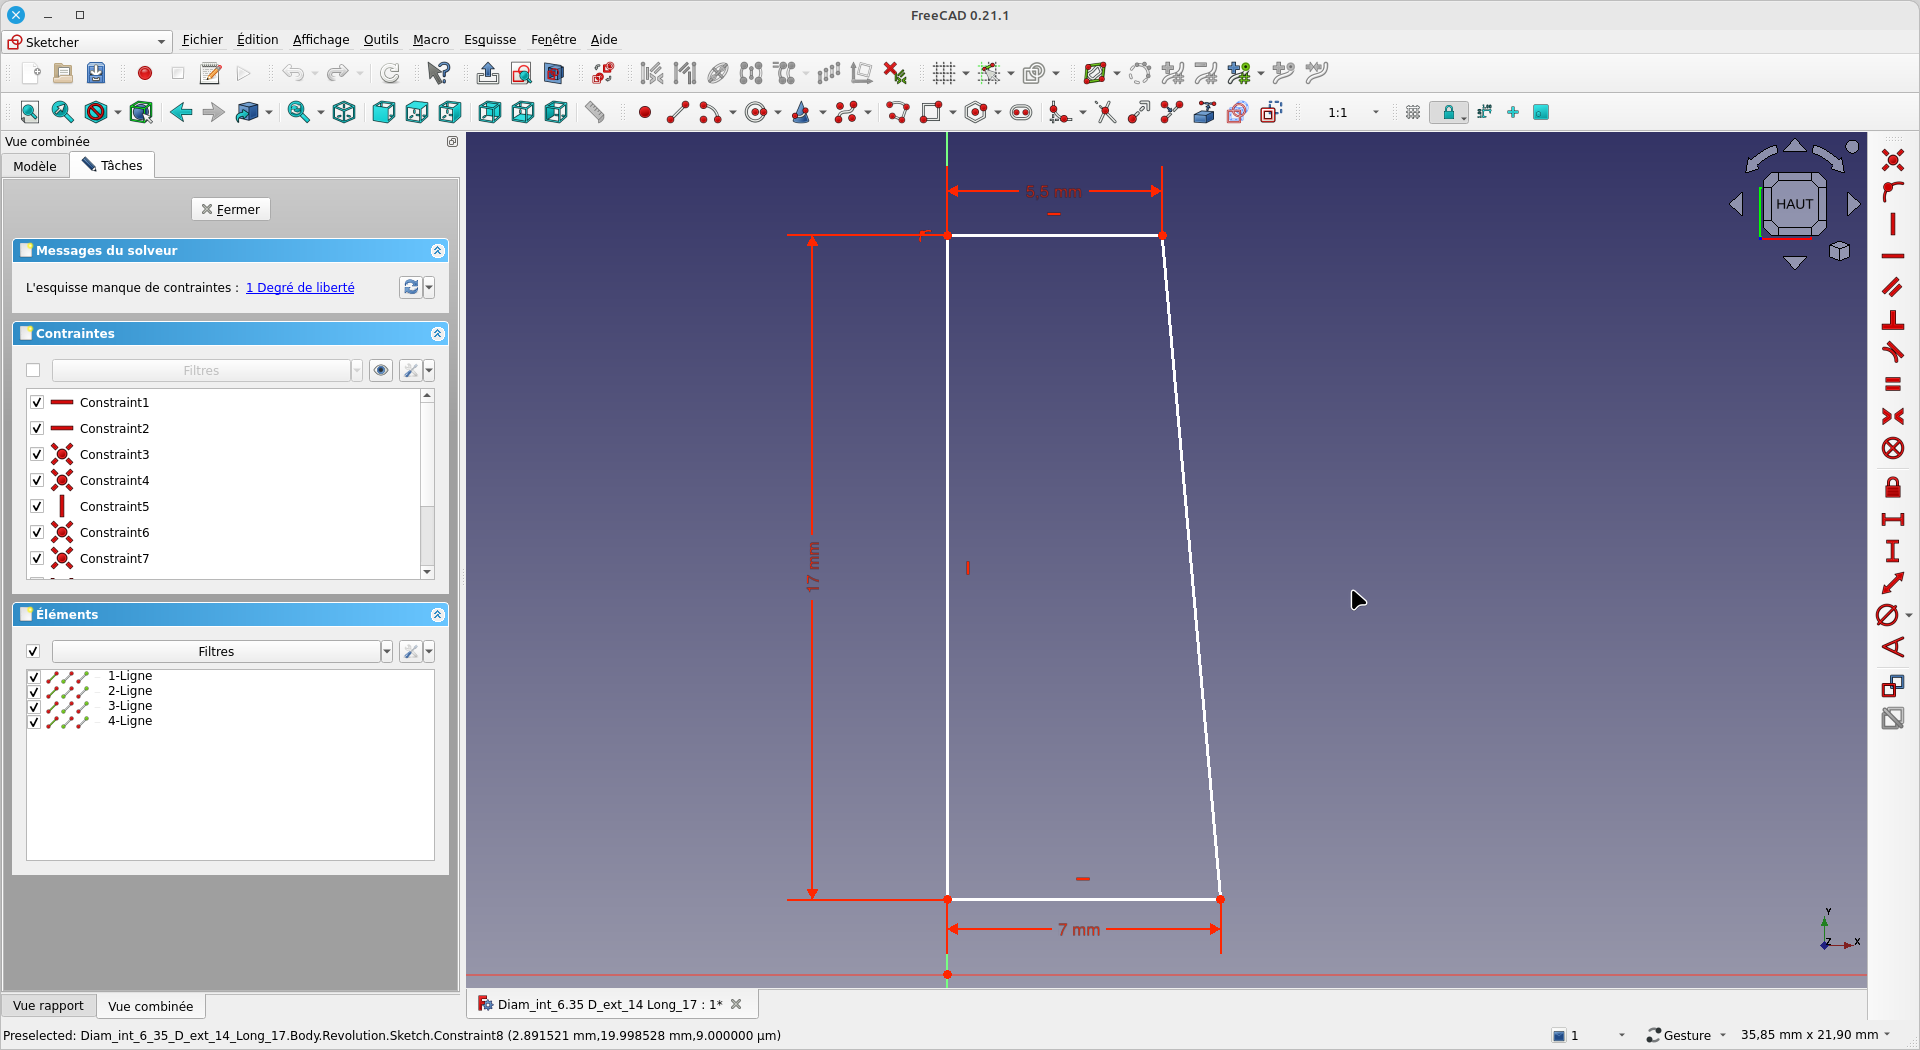 FreeCAD 0.21.1
Sketcher
Fichier Édition Affichage Outils Macro Esquisse Fenêtre Aide
1:1
Vue combinée
Modèle Tâches
Fermer
Messages du solveur
L'esquisse manque de contraintes : 1 Degré de liberté
Contraintes
Filtres
Constraint1
Constraint2
Constraint3
Constraint4
Constraint5
Constraint6
Constraint7
Éléments
Filtres
1-Ligne
2-Ligne
3-Ligne
4-Ligne
5,5 mm
17 mm
7 mm
HAUT
Y
Z X
Vue rapport Vue combinée
Diam_int_6.35 D_ext_14 Long_17 : 1*
Preselected: Diam_int_6_35_D_ext_14_Long_17.Body.Revolution.Sketch.Constraint8 (2.891521 mm,19.998528 mm,9.000000 µm)
1 Gesture 35,85 mm x 21,90 mm